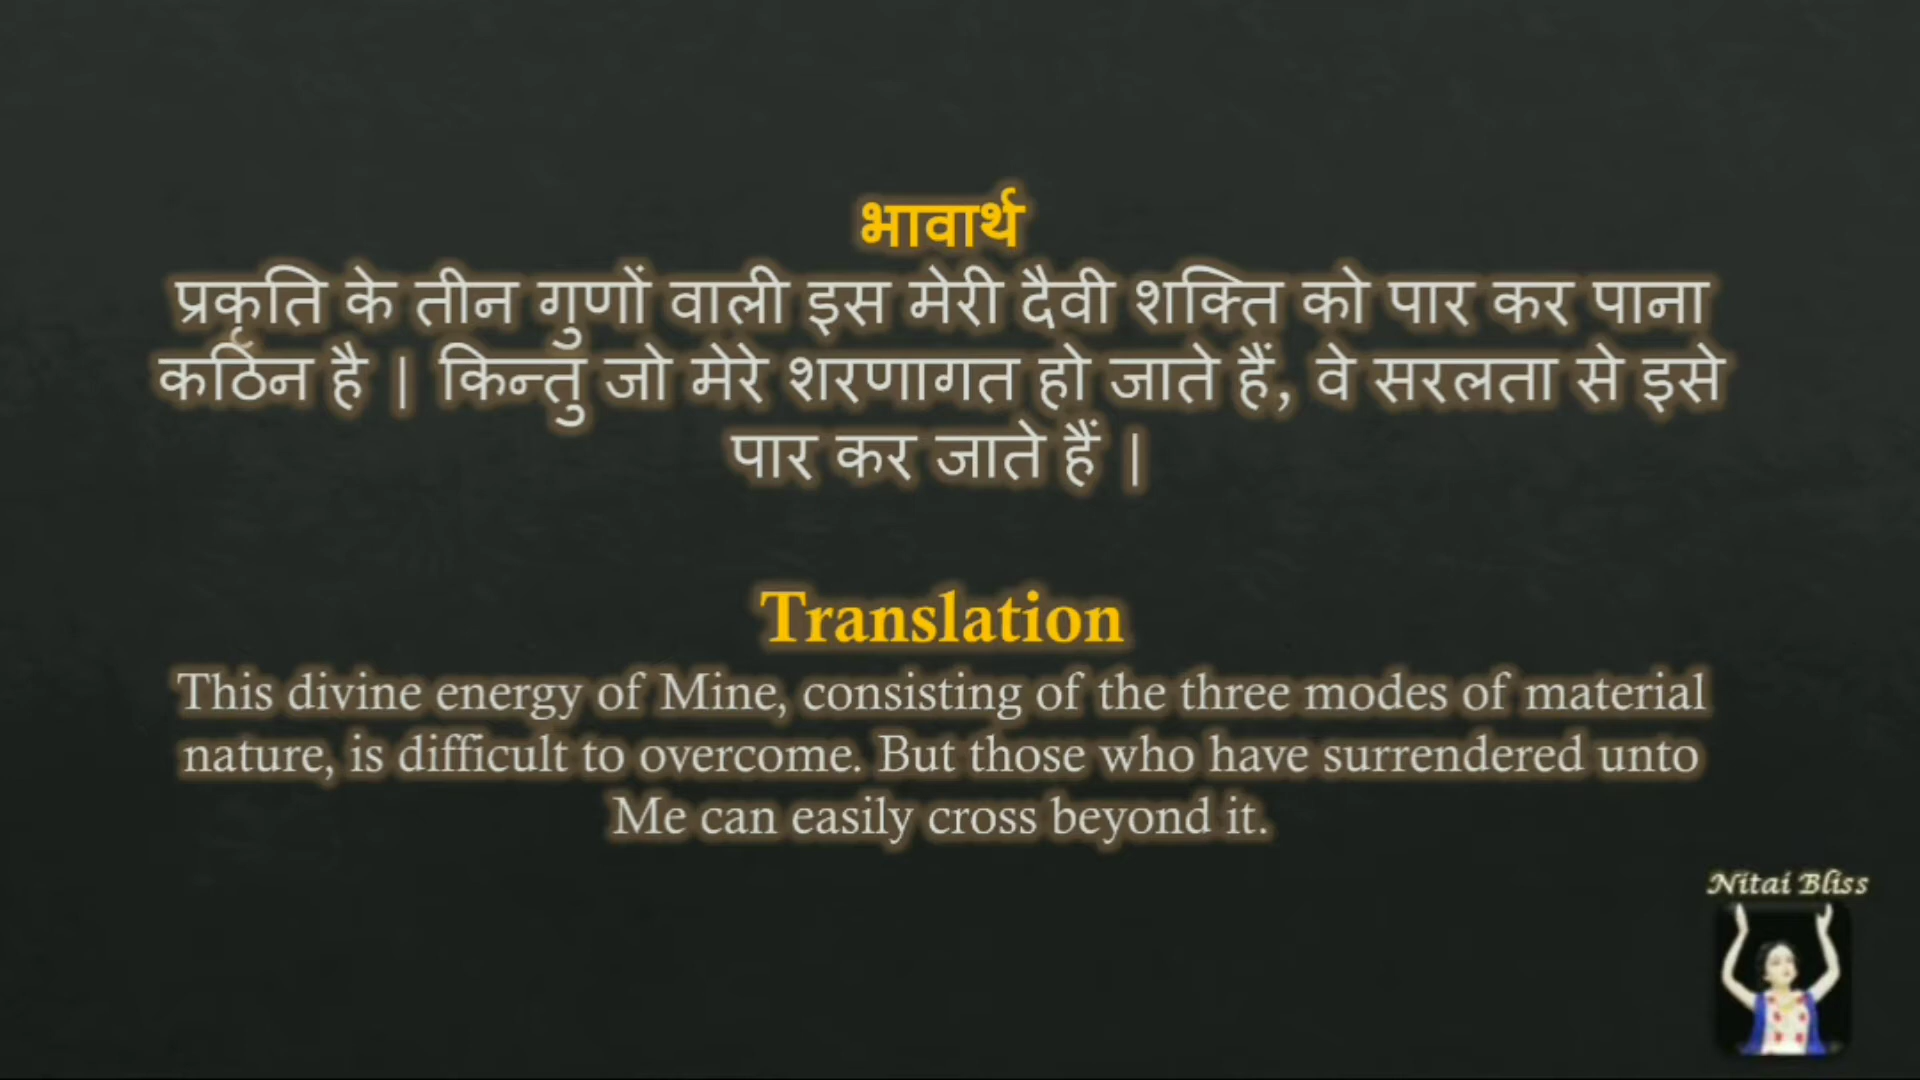 भावार्थ
प्रकृति के तीन गुणों वाली इस मेरी दैवी शक्ति को पार कर पाना
कठिन है | किन्तु जो मेरे शरणागत हो जाते हैं, वे सरलता से इसे
पार कर जाते हैं |
Translation
This divine energy of Mine, consisting of the three modes of material
nature, is difficult to overcome. But those who have surrendered unto
Me can easily cross beyond it.
Nitai Bliss